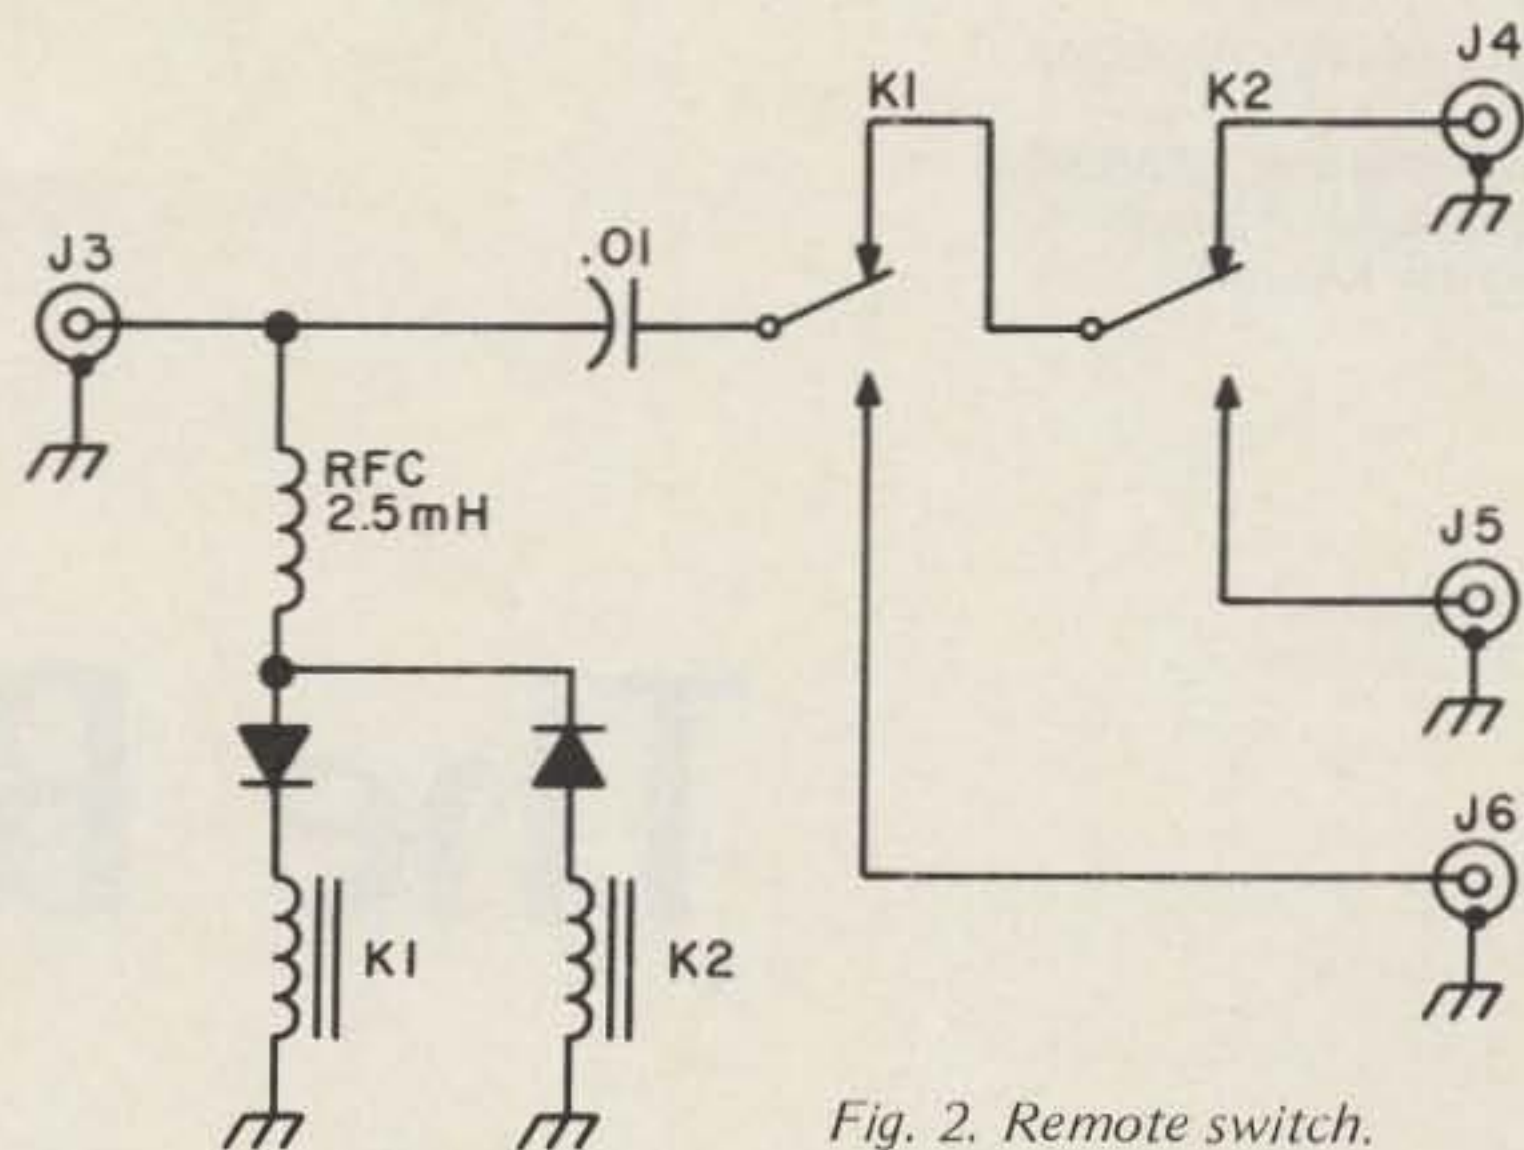 J4
K1
K2
J3
.01
RFC
2.5mH
J5
J6
K1
K2
Fig. 2. Remote switch.